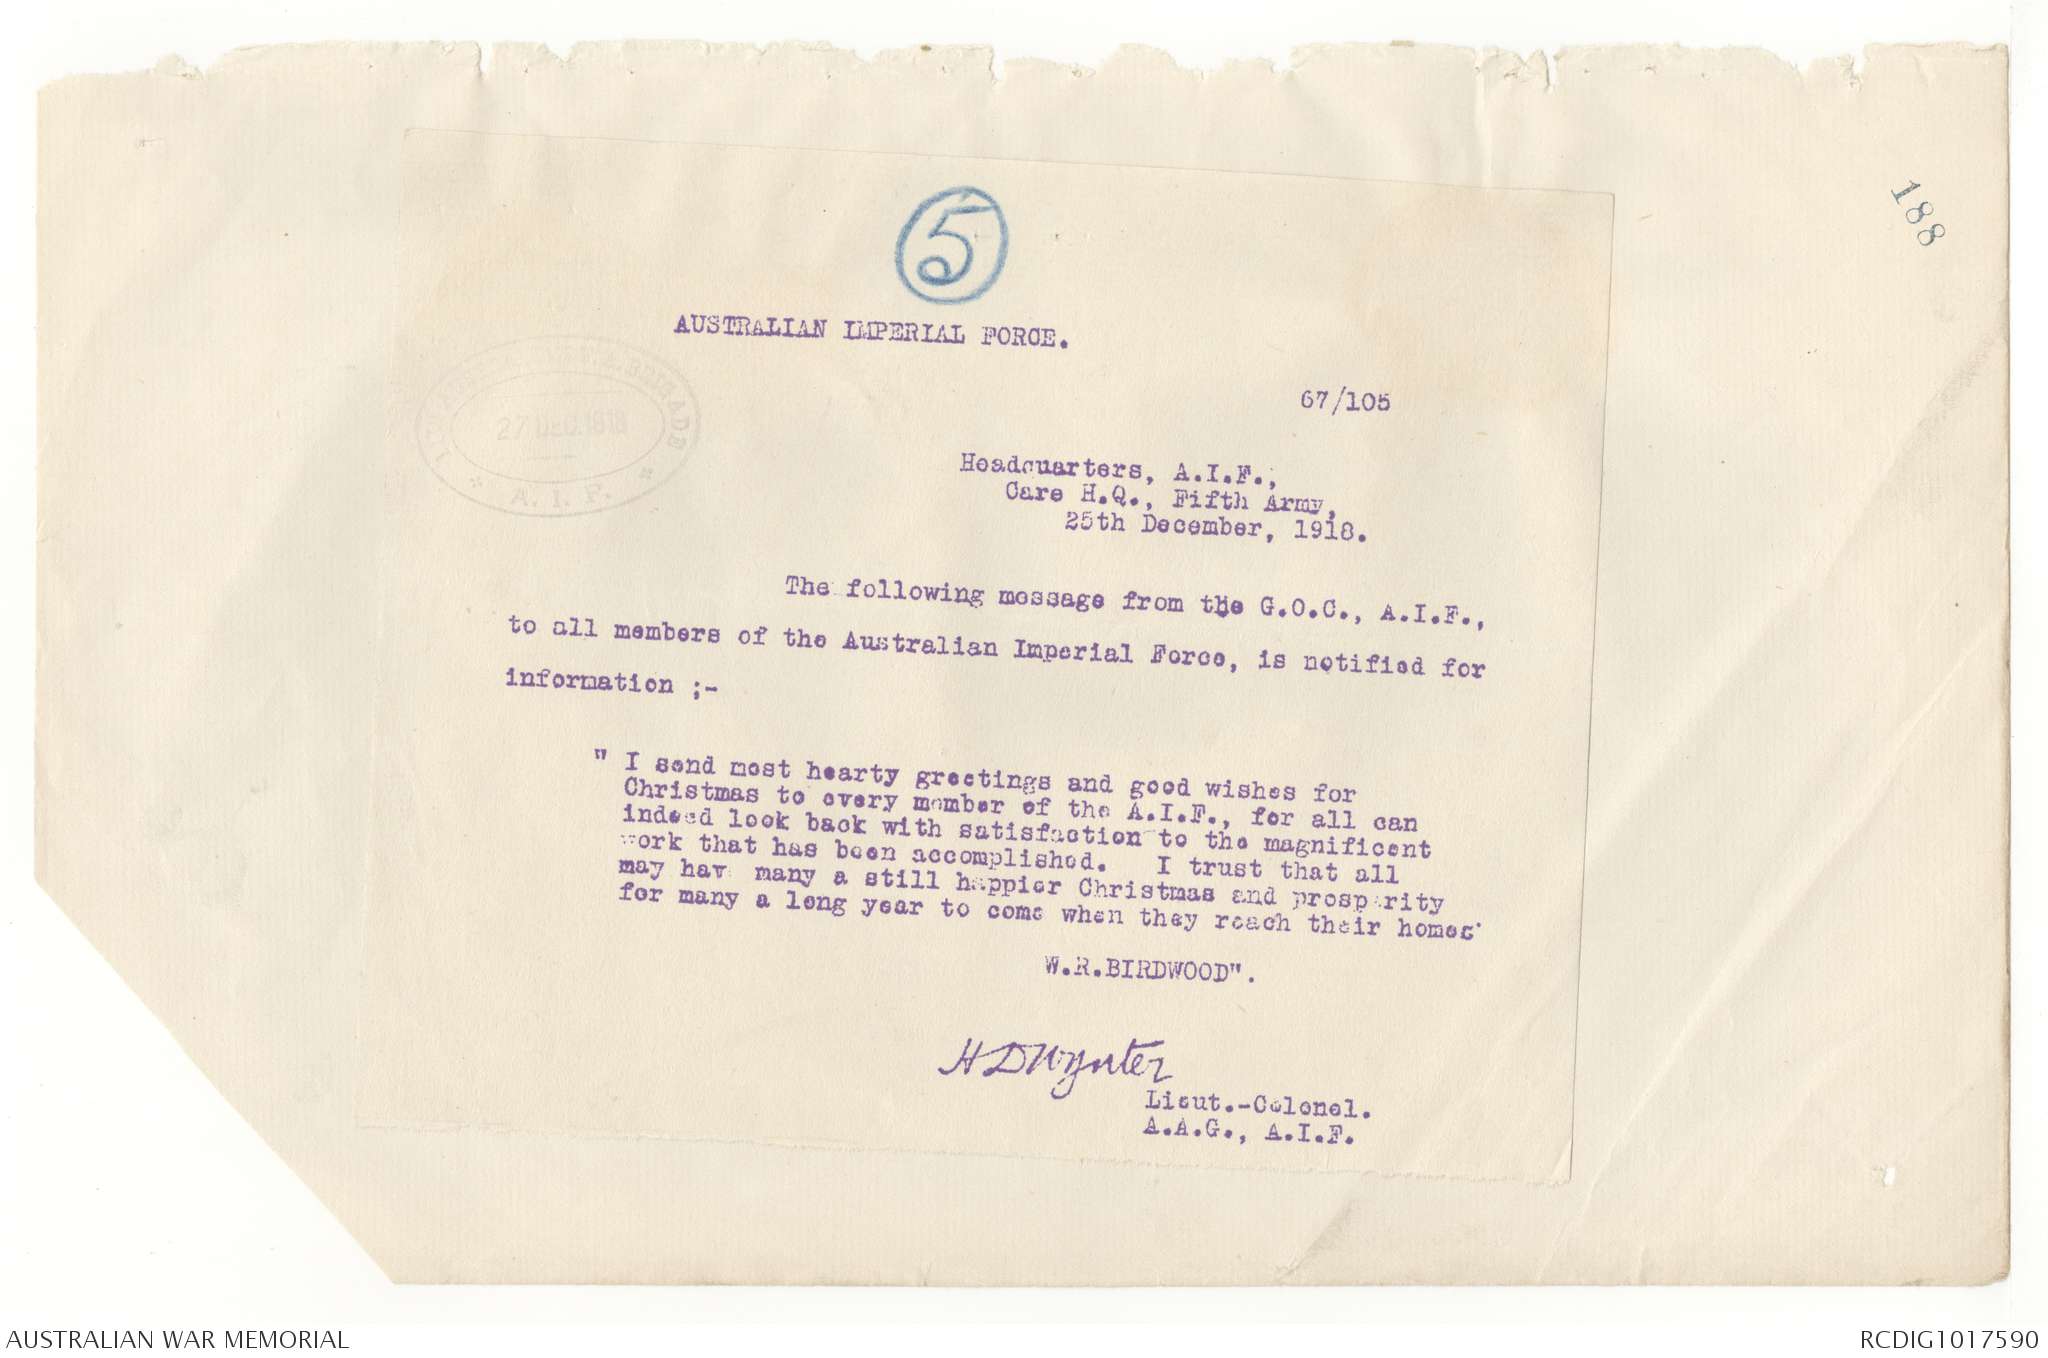 5
188
AUSTRALIAN IMPERIAL FORCE.
67/105
BRIGADE
27 DEC.1918
A.I.F.
Headquarters, A.I.F.,
Care H.Q., Fifth Army,
25th December, 1918.
The following message from the G.O.C., A.I.F.,
to all members of the Australian Imperial Force, is notified for
information ;-
" I send most hearty greetings and good wishes for
Christmas to every member of the A.I.F., for all can
indeed look back with satisfaction to the magnificent
work that has been accomplished. I trust that all
may hav many a still happier Christmas and prosperity
for many a long year to come when they reach their homes
W.R.BIRDWOOD".
H D Wynter
Lieut.-Colonel.
A.A.G., A.I.F.
AUSTRALIAN WAR MEMORIAL
RCDIG1017590